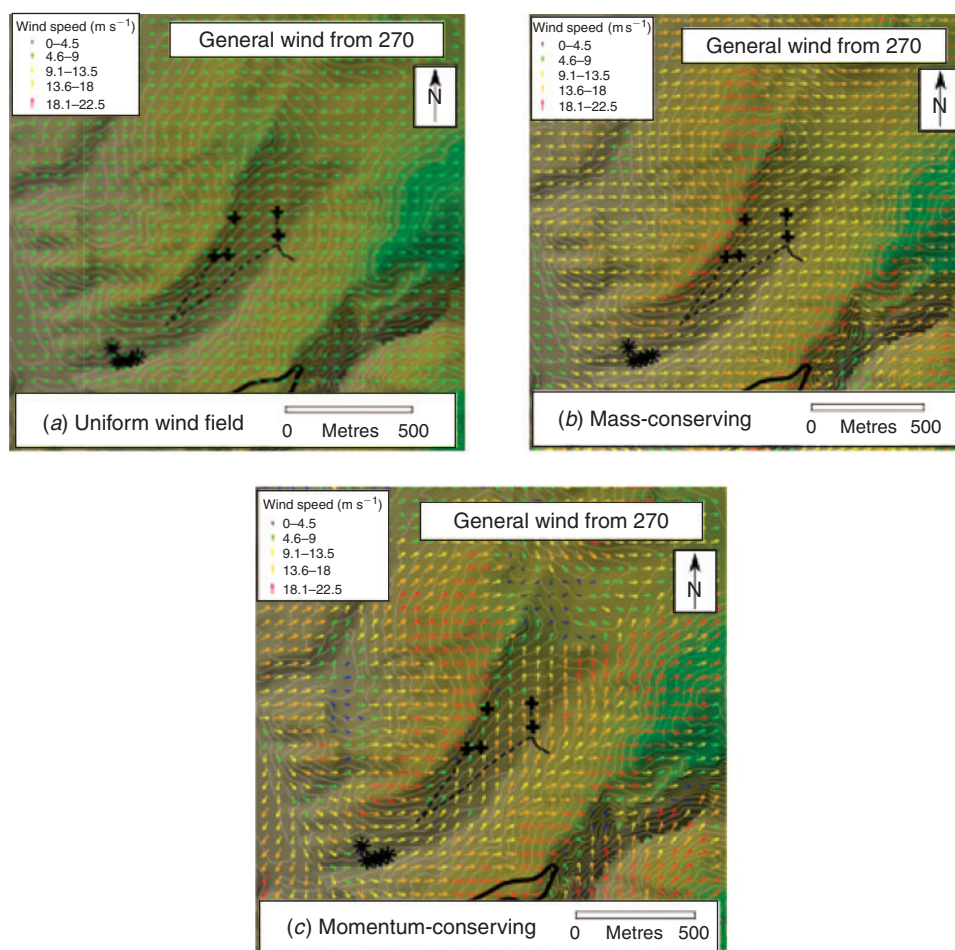 Wind speed (m s⁻¹)
0–4.5
4.6–9
9.1–13.5
13.6–18
18.1–22.5
General wind from 270
N
(a) Uniform wind field
0 Metres 500
Wind speed (m s⁻¹)
0–4.5
4.6–9
9.1–13.5
13.6–18
18.1–22.5
General wind from 270
N
(b) Mass-conserving
0 Metres 500
Wind speed (m s⁻¹)
0–4.5
4.6–9
9.1–13.5
13.6–18
18.1–22.5
General wind from 270
N
(c) Momentum-conserving
0 Metres 500